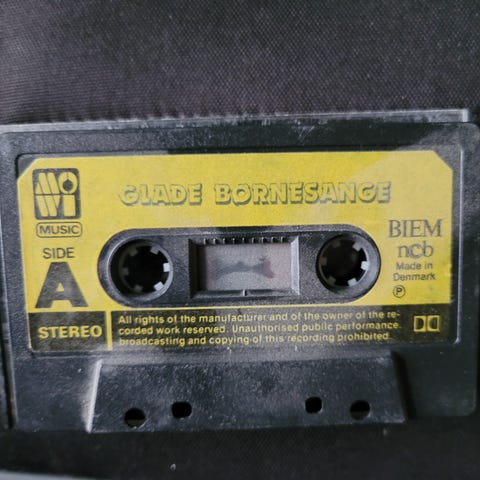 MOWI
MUSIC
GLADE BØRNESANGE
SIDE
A
STEREO
BIEM
ncb
Made in
Denmark
P
All rights of the manufacturer and of the owner of the re-
corded work reserved. Unauthorised public performance.
broadcasting and copying of this recording prohibited.